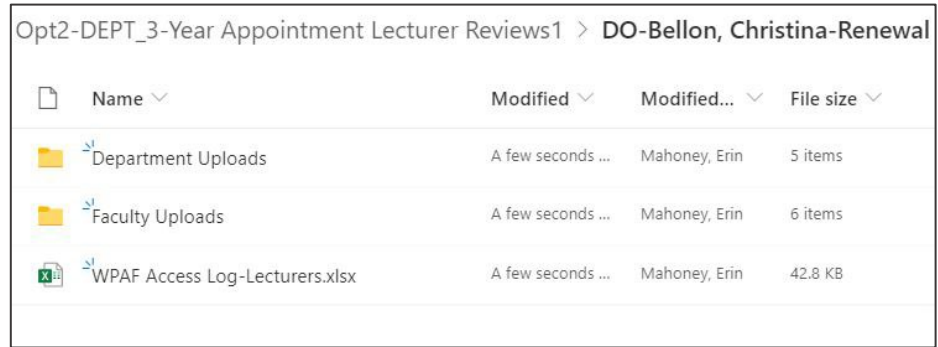 Opt2-DEPT_3-Year Appointment Lecturer Reviews1 > DO-Bellon, Christina-Renewal
Name Modified Modified... File size
Department Uploads A few seconds ... Mahoney, Erin 5 items
Faculty Uploads A few seconds ... Mahoney, Erin 6 items
WPAF Access Log-Lecturers.xlsx A few seconds ... Mahoney, Erin 42.8 KB